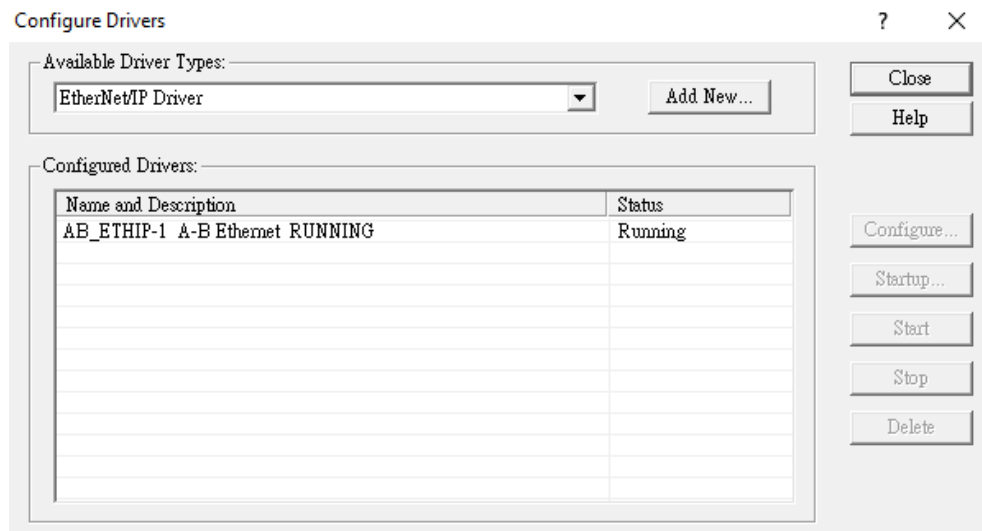 Configure Drivers ? ×
Available Driver Types:
EtherNet/IP Driver
Add New...
Close
Help
Configured Drivers:
Name and Description Status
AB_ETHIP-1 A-B Ethernet RUNNING Running
Configure...
Startup...
Start
Stop
Delete